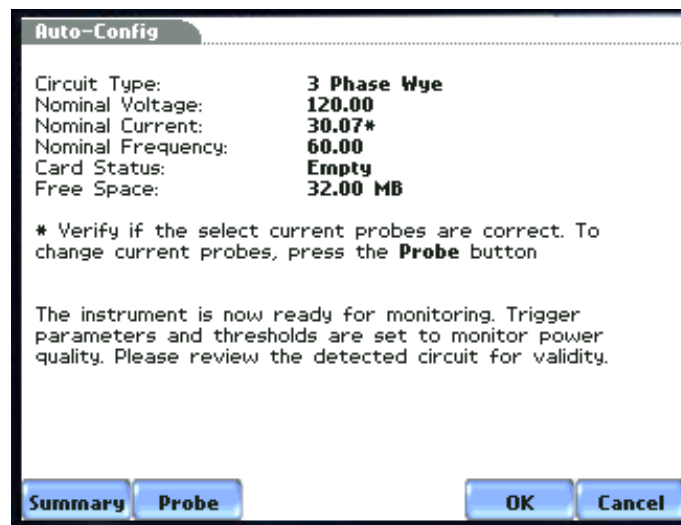 Auto-Config
Circuit Type: 3 Phase Wye
Nominal Voltage: 120.00
Nominal Current: 30.07*
Nominal Frequency: 60.00
Card Status: Empty
Free Space: 32.00 MB
* Verify if the select current probes are correct. To
change current probes, press the Probe button
The instrument is now ready for monitoring. Trigger
parameters and thresholds are set to monitor power
quality. Please review the detected circuit for validity.
Summary Probe OK Cancel